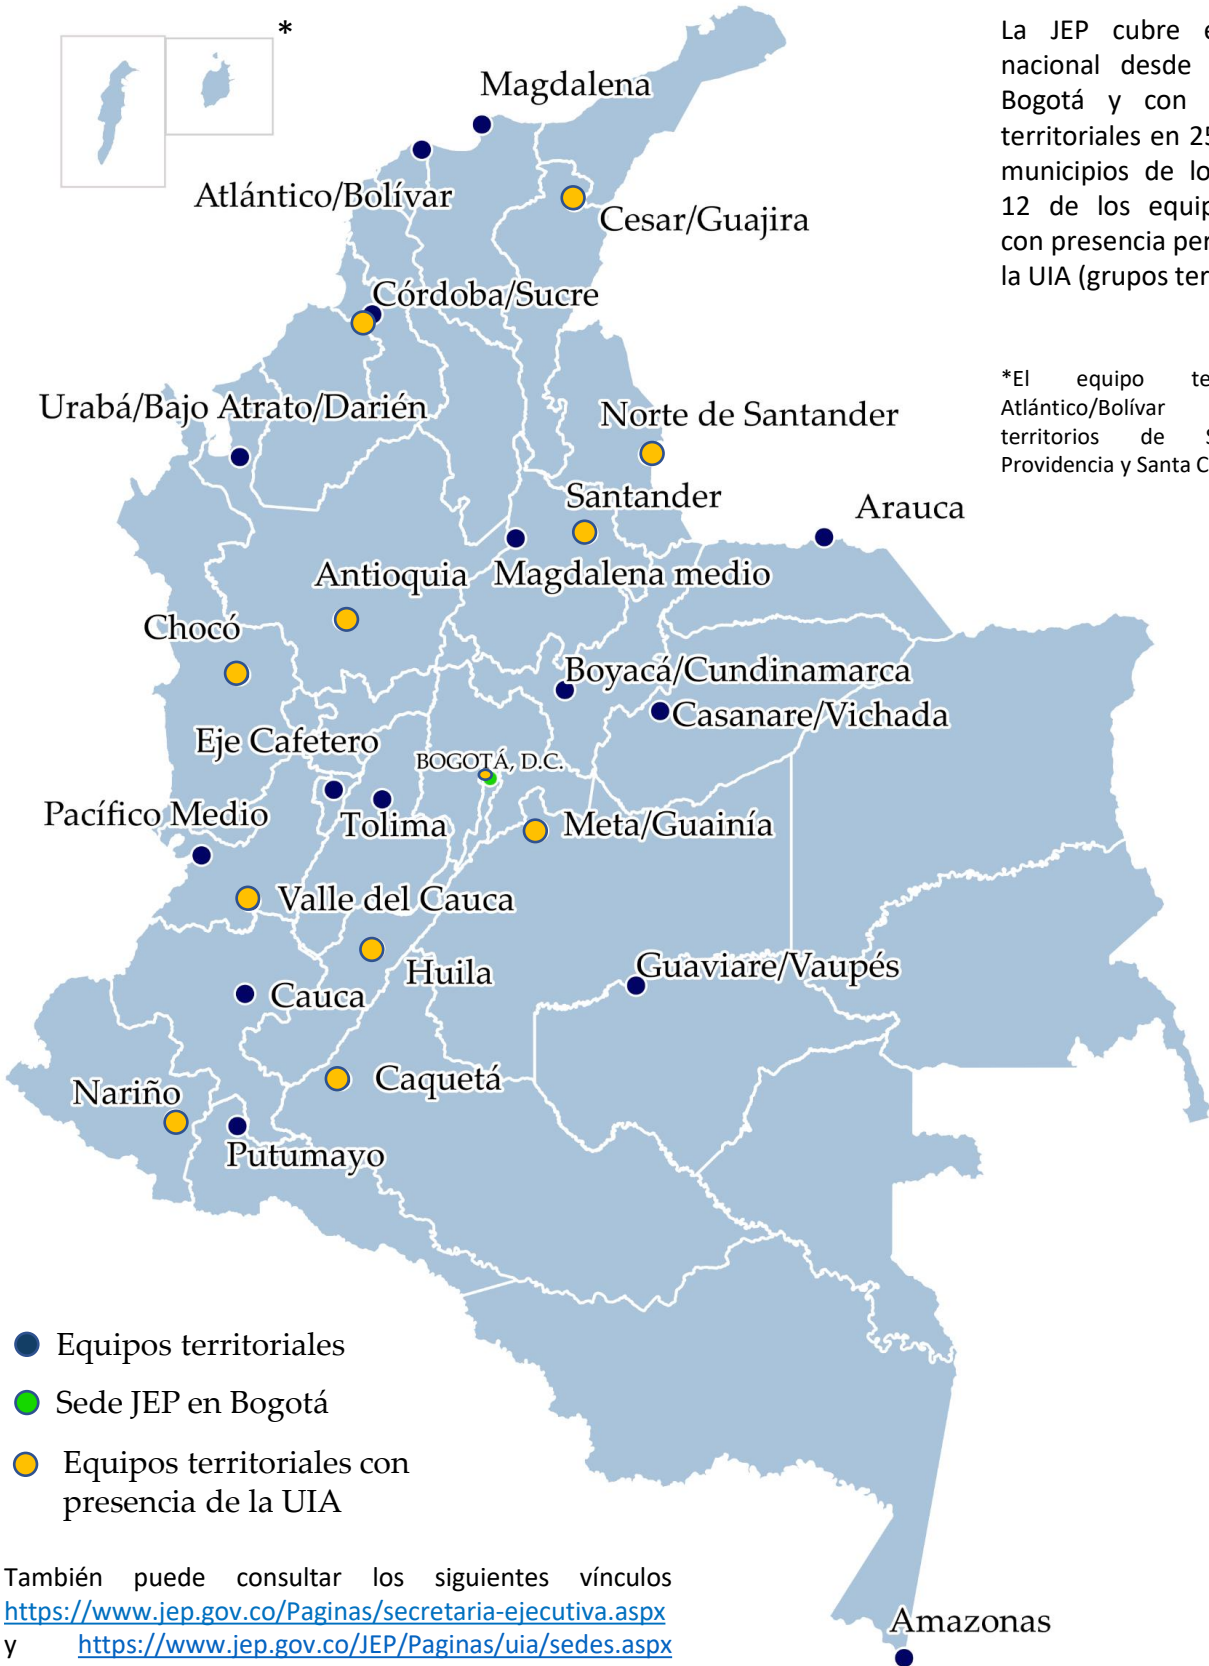 *
La JEP cubre
nacional desde
Bogotá y con
territoriales en 25
municipios de
12 de los
con presencia
la UIA (grupos
*El equipo
Atlántico/Bolívar
territorios de
Providencia y Santa
Magdalena
Atlántico/Bolívar
Cesar/Guajira
Córdoba/Sucre
Urabá/Bajo Atrato/Darién
Norte de Santander
Santander
Arauca
Antioquia
Magdalena medio
Chocó
Boyacá/Cundinamarca
Casanare/Vichada
Eje Cafetero
BOGOTÁ, D.C.
Pacífico Medio
Tolima
Meta/Guainía
Valle del Cauca
Huila
Guaviare/Vaupés
Cauca
Caquetá
Nariño
Putumayo
Equipos territoriales
Sede JEP en Bogotá
Equipos territoriales con
presencia de la UIA
También puede consultar los siguientes vínculos
https://www.jep.gov.co/Paginas/secretaria-ejecutiva.aspx
y https://www.jep.gov.co/JEP/Paginas/uia/sedes.aspx
Amazonas